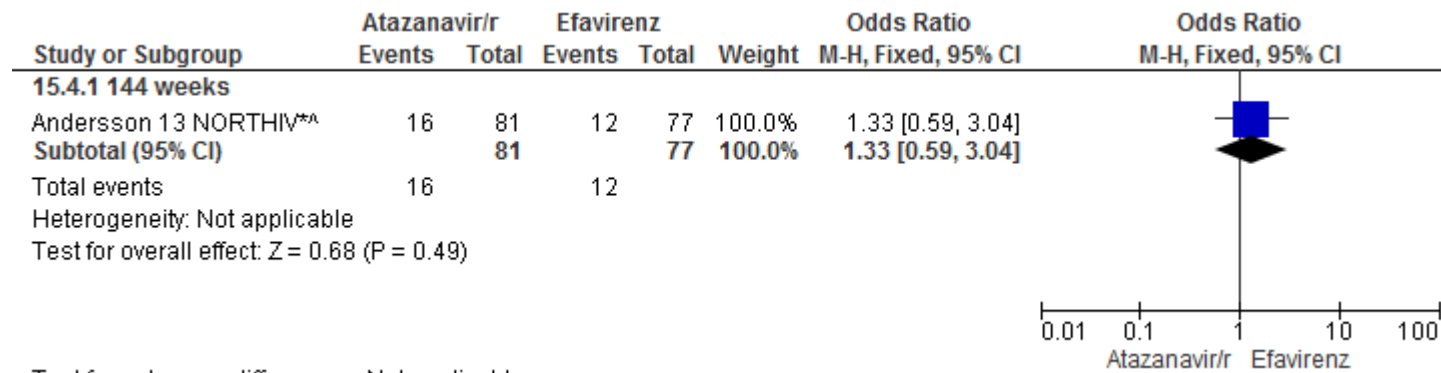 Atazanavir/r Efavirenz Odds Ratio Odds Ratio
Study or Subgroup Events Total Events Total Weight M-H, Fixed, 95% CI M-H, Fixed, 95% CI
15.4.1 144 weeks
Andersson 13 NORTHIV*^ 16 81 12 77 100.0% 1.33 [0.59, 3.04]
Subtotal (95% CI) 81 77 100.0% 1.33 [0.59, 3.04]
Total events 16 12
Heterogeneity: Not applicable
Test for overall effect: Z = 0.68 (P = 0.49)
0.01 0.1 1 10 100
Atazanavir/r Efavirenz